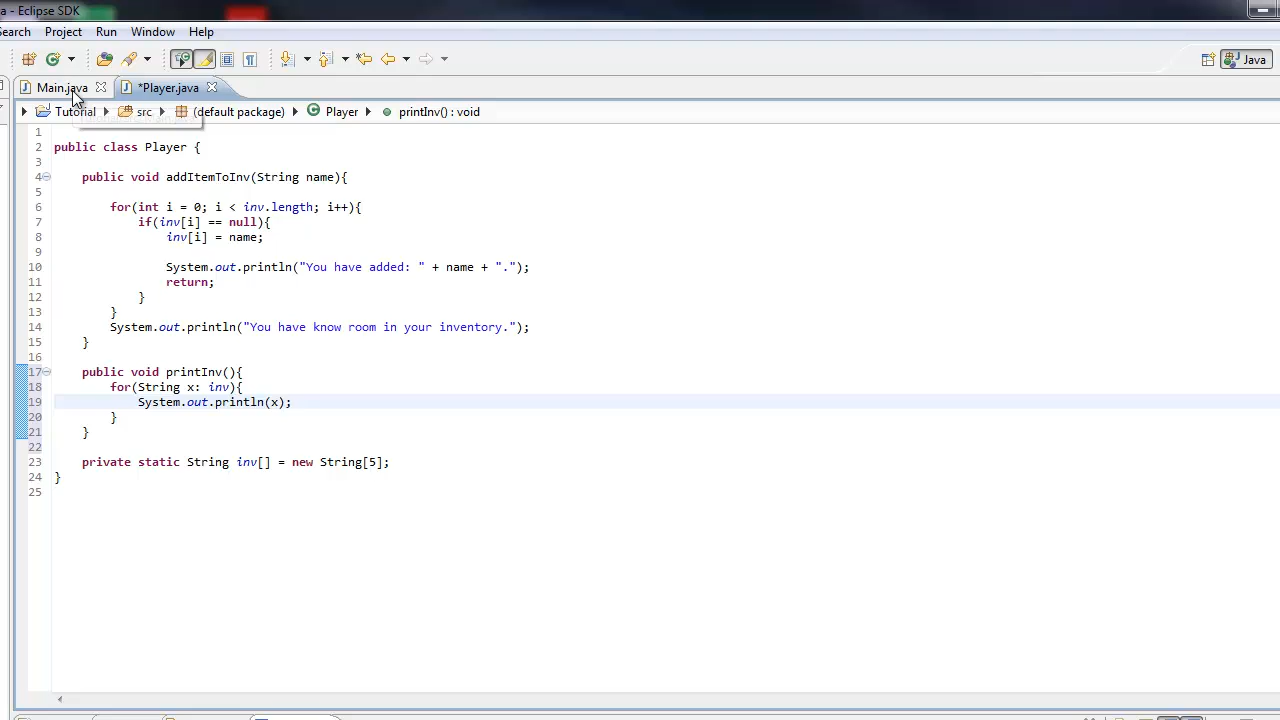 a - Eclipse SDK
Search Project Run Window Help
Java
Main.java *Player.java
Tutorial src (default package) Player printInv() : void
1
2 public class Player {
3
4 public void addItemToInv(String name){
5
6 for(int i = 0; i < inv.length; i++){
7 if(inv[i] == null){
8 inv[i] = name;
9
10 System.out.println("You have added: " + name + ".");
11 return;
12 }
13 }
14 System.out.println("You have know room in your inventory.");
15 }
16
17 public void printInv(){
18 for(String x: inv){
19 System.out.println(x);
20 }
21 }
22
23 private static String inv[] = new String[5];
24 }
25